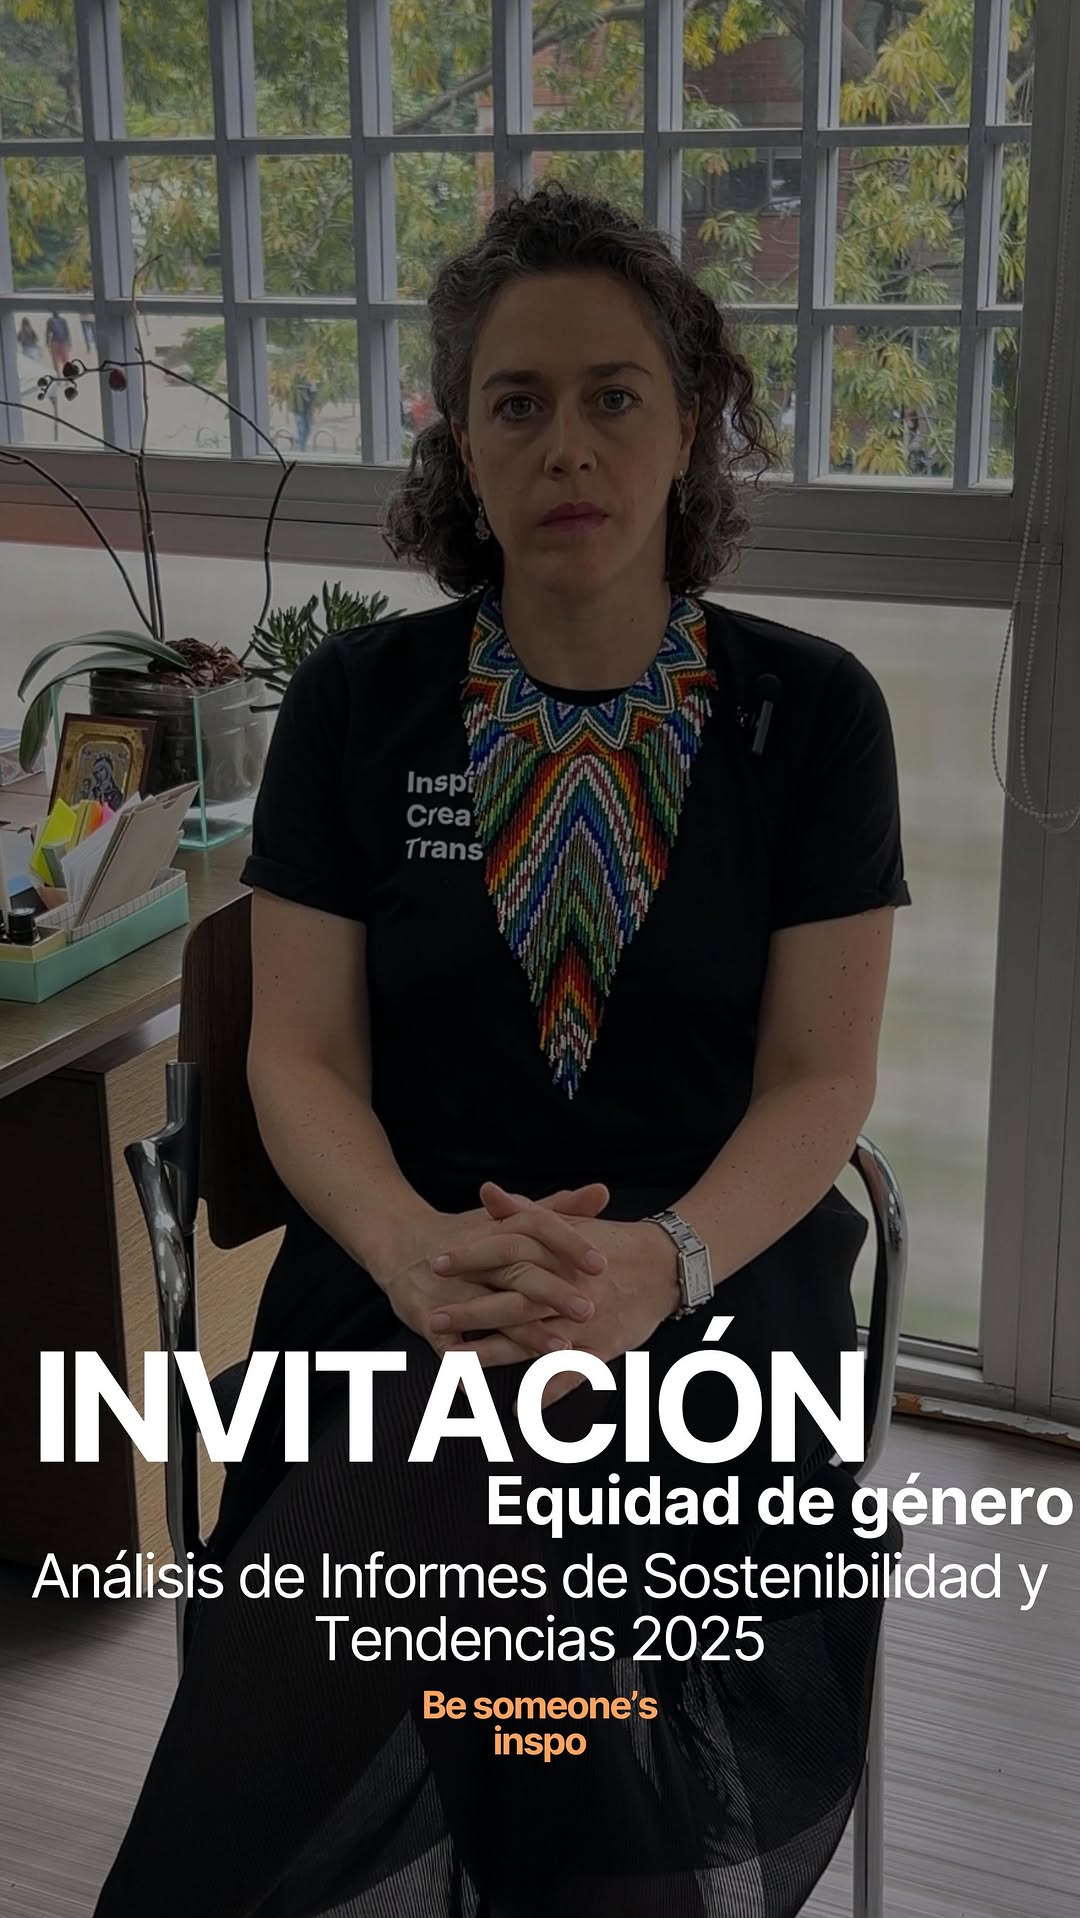 Inspi
Crea
Trans
INVITACIÓN
Equidad de género
Análisis de Informes de Sostenibilidad y
Tendencias 2025
Be someone’s
inspo